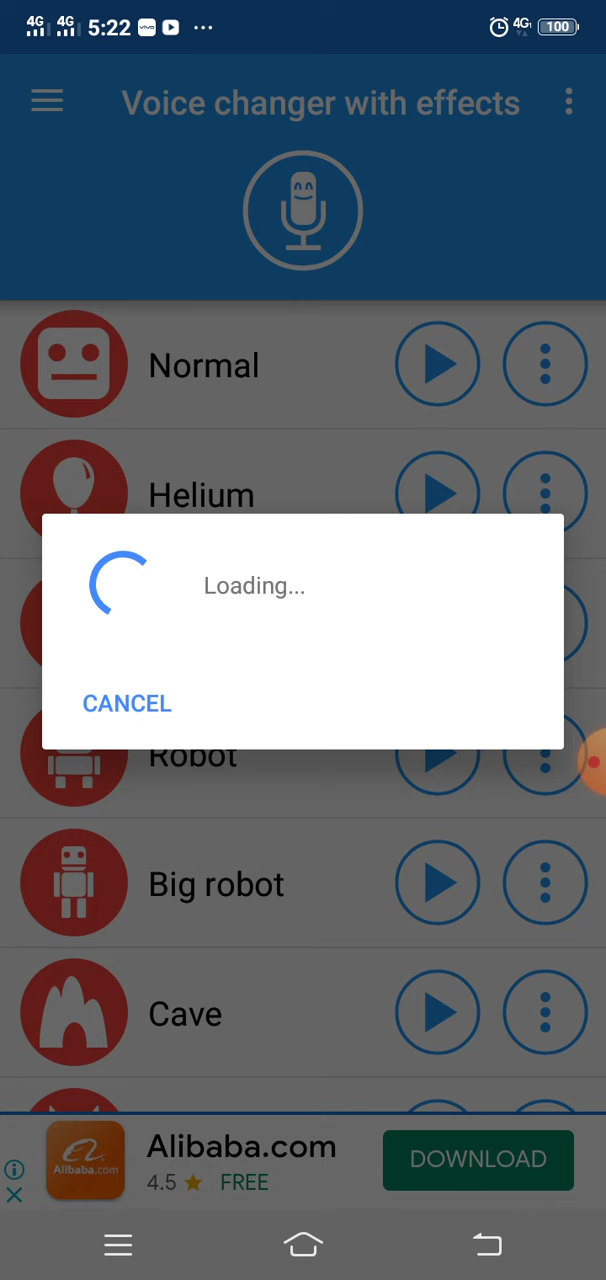 4G 4G 5:22 vivo ... 4G 100
Voice changer with effects
Normal
Helium
Loading...
CANCEL
Robot
Big robot
Cave
Alibaba.com
Alibaba.com
4.5 FREE
DOWNLOAD